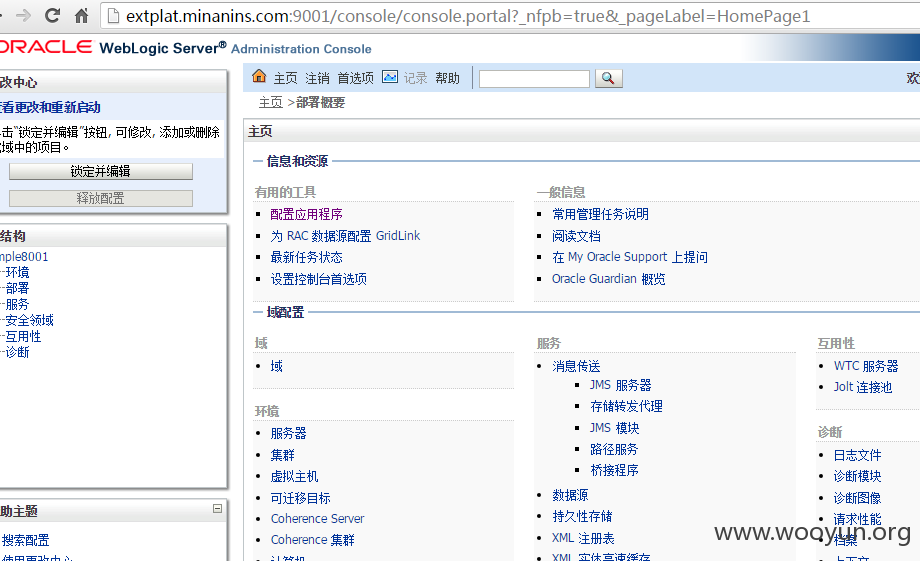 extplat.minanins.com:9001/console/console.portal?_nfpb=true&_pageLabel=HomePage1
ORACLE WebLogic Server® Administration Console
改中心
查看更改和重新启动
单击"锁定并编辑"按钮, 可修改, 添加或删除
此域中的项目。
锁定并编辑
释放配置
结构
mple8001
环境
部署
服务
安全领域
互用性
诊断
助主题
搜索配置
使用更改中心
主页 注销 首选项 记录 帮助
欢
主页 >部署概要
主页
信息和资源
有用的工具
配置应用程序
为 RAC 数据源配置 GridLink
最新任务状态
设置控制台首选项
一般信息
常用管理任务说明
阅读文档
在 My Oracle Support 上提问
Oracle Guardian 概览
域配置
域
域
环境
服务器
集群
虚拟主机
可迁移目标
Coherence Server
Coherence 集群
计算机
服务
消息传送
JMS 服务器
存储转发代理
JMS 模块
路径服务
桥接程序
数据源
持久性存储
XML 注册表
XML 实体高速缓存
互用性
WTC 服务器
Jolt 连接池
诊断
日志文件
诊断模块
诊断图像
请求性能
档案
上下文
www.wooyun.org